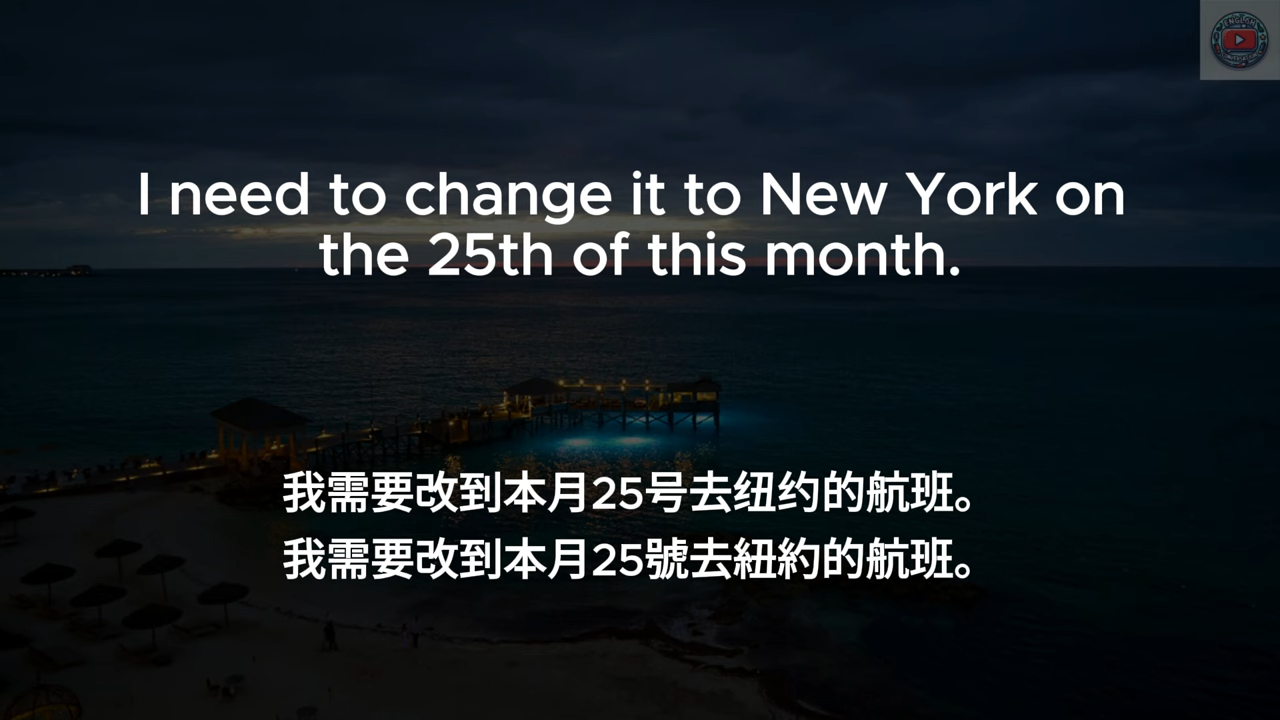 I need to change it to New York on
the 25th of this month.
我需要改到本月25号去纽约的航班。
我需要改到本月25號去紐約的航班。